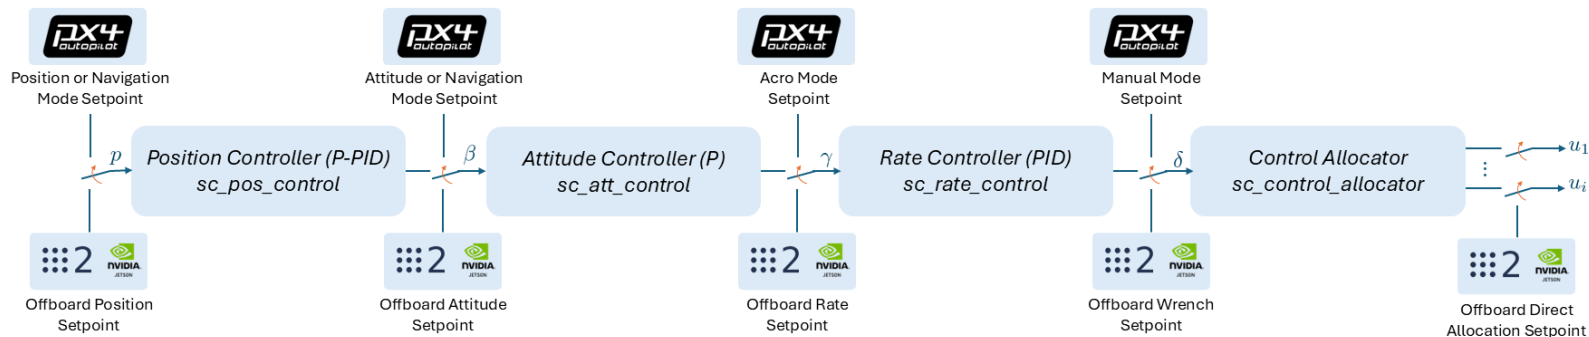 px4
autopilot
px4
autopilot
px4
autopilot
px4
autopilot
Position or Navigation
Mode Setpoint
Attitude or Navigation
Mode Setpoint
Acro Mode
Setpoint
Manual Mode
Setpoint
p
Position Controller (P-PID)
sc_pos_control
β
Attitude Controller (P)
sc_att_control
γ
Rate Controller (PID)
sc_rate_control
δ
Control Allocator
sc_control_allocator
u₁
⋮
uᵢ
2
NVIDIA.
JETSON
2
NVIDIA.
JETSON
2
NVIDIA.
JETSON
2
NVIDIA.
JETSON
2
NVIDIA.
JETSON
Offboard Position
Setpoint
Offboard Attitude
Setpoint
Offboard Rate
Setpoint
Offboard Wrench
Setpoint
Offboard Direct
Allocation Setpoint